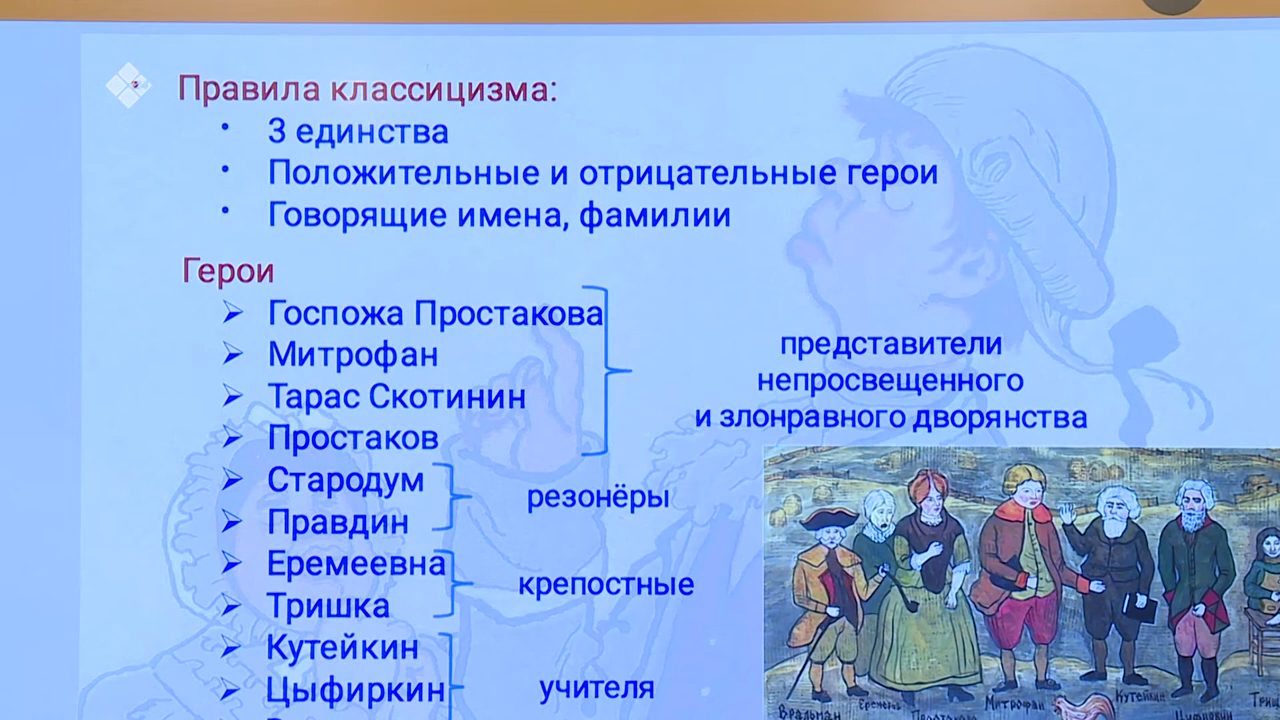 Правила классицизма:
3 единства
Положительные и отрицательные герои
Говорящие имена, фамилии
Герои
Госпожа Простакова
Митрофан
Тарас Скотинин
Простаков
представители
непросвещенного
и злонравного дворянства
Стародум
Правдин
резонёры
Еремеевна
Тришка
крепостные
Кутейкин
Цыфиркин
учителя
Вральман
Митрофан
Кутейкин